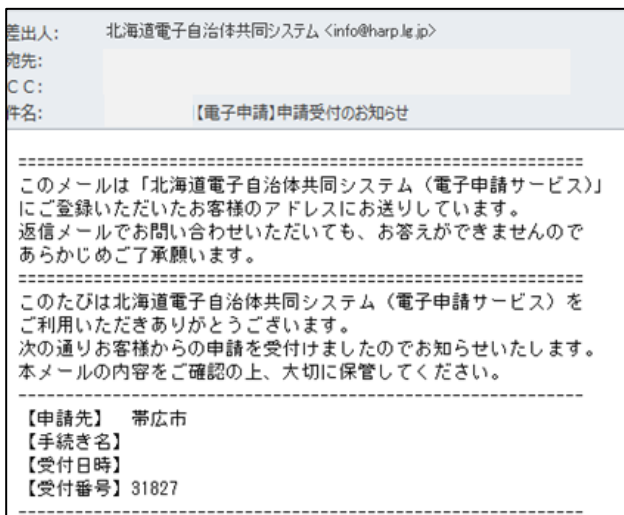 差出人: 北海道電子自治体共同システム <info@harp.lg.jp>
宛先:
CC:
件名: 【電子申請】申請受付のお知らせ
============================================================
このメールは「北海道電子自治体共同システム（電子申請サービス）」
にご登録いただいたお客様のアドレスにお送りしています。
返信メールでお問い合わせいただいても、お答えができませんので
あらかじめご了承願います。
============================================================
このたびは北海道電子自治体共同システム（電子申請サービス）を
ご利用いただきありがとうございます。
次の通りお客様からの申請を受付けましたのでお知らせいたします。
本メールの内容をご確認の上、大切に保管してください。
------------------------------------------------------------
【申請先】 帯広市
【手続き名】
【受付日時】
【受付番号】31827
------------------------------------------------------------